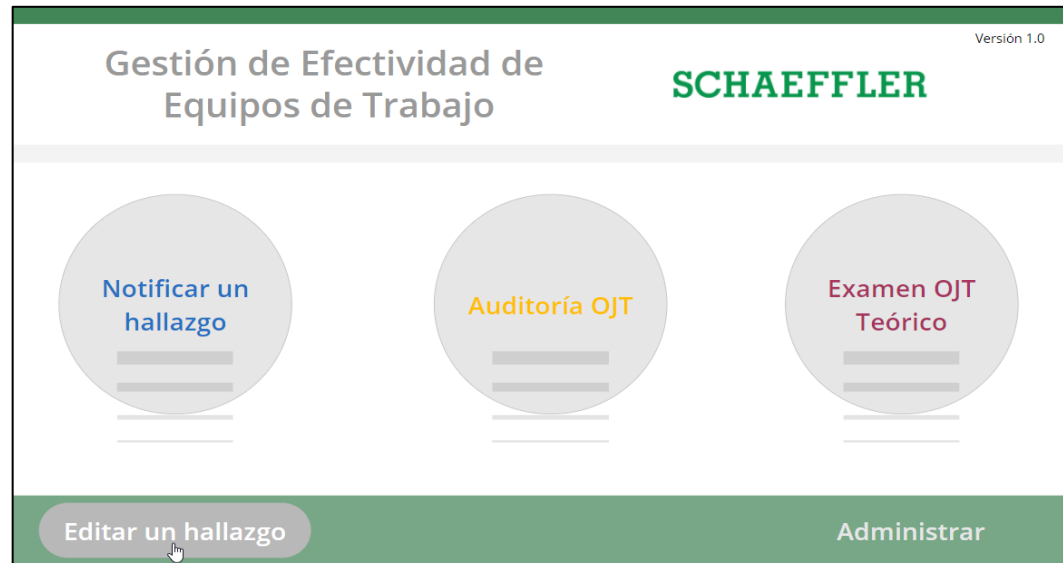 Versión 1.0
Gestión de Efectividad de
Equipos de Trabajo
SCHAEFFLER
Notificar un
hallazgo
Auditoría OJT
Examen OJT
Teórico
Editar un hallazgo
Administrar